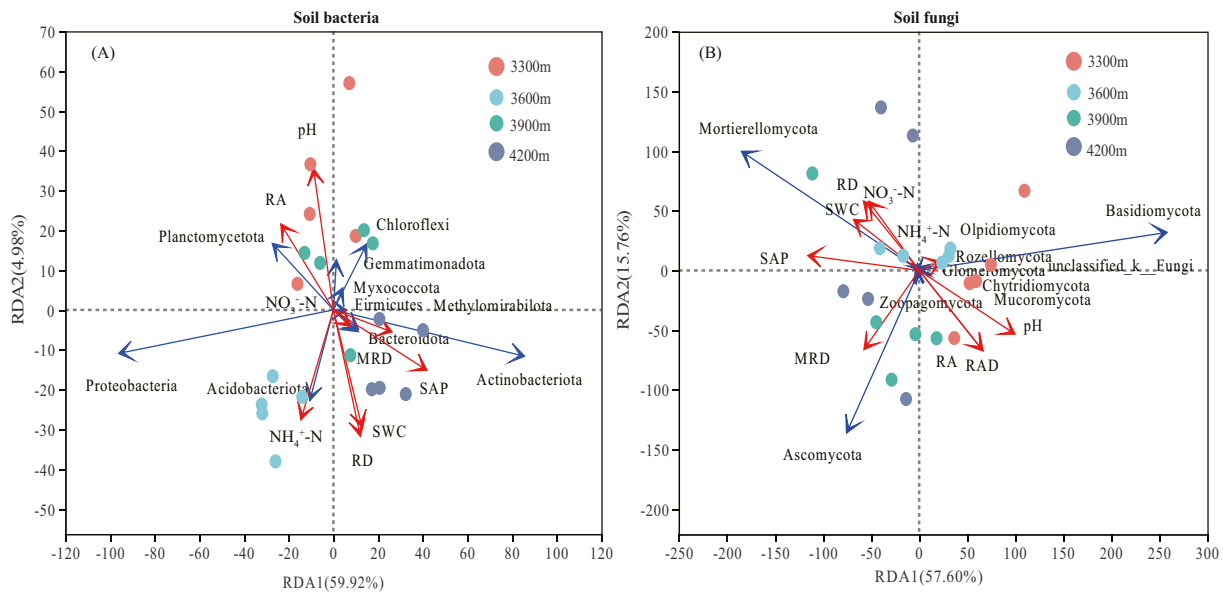 Soil bacteria
(A)
3300m
3600m
3900m
4200m
pH
RA
Planctomycetota
Chloroflexi
Gemmatimonadota
Myxococcota
NO₃⁻-N
Firmicutes
Methylomirabilota
Bacteroidota
MRD
Proteobacteria
Acidobacteriota
SAP
Actinobacteriota
NH₄⁺-N
SWC
RD
70
60
50
40
30
20
10
0
-10
-20
-30
-40
-50
RDA2(4.98%)
-120
-100
-80
-60
-40
-20
0
20
40
60
80
100
120
RDA1(59.92%)
Soil fungi
(B)
3300m
3600m
3900m
4200m
Mortierellomycota
RD
NO₃⁻-N
SWC
NH₄⁺-N
Olpidiomycota
Basidiomycota
SAP
Rozellomycota
Glomeromycota
unclassified_k__Fungi
Chytridiomycota
Mucoromycota
Zoopagomycota
pH
MRD
RA
RAD
Ascomycota
200
150
100
50
0
-50
-100
-150
-200
RDA2(15.76%)
-250
-200
-150
-100
-50
0
50
100
150
200
250
300
RDA1(57.60%)